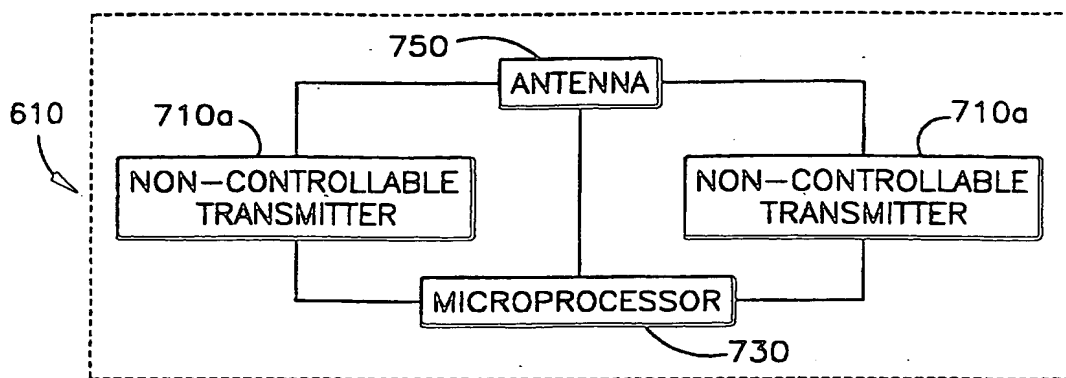 750
ANTENNA
610
710a
710a
NON-CONTROLLABLE
TRANSMITTER
NON-CONTROLLABLE
TRANSMITTER
MICROPROCESSOR
730